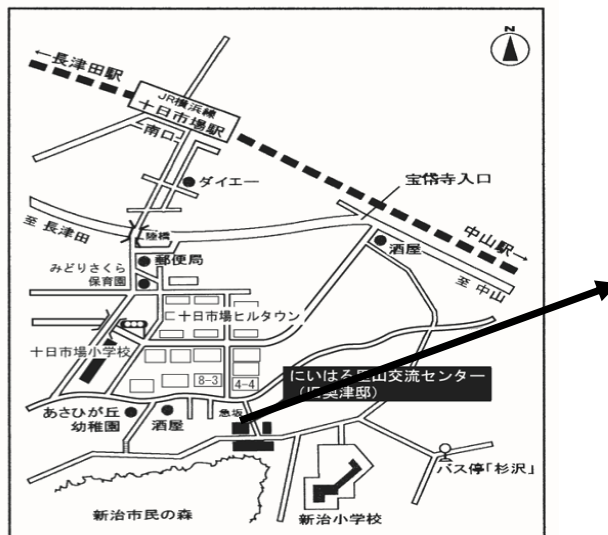 N
←長津田駅
JR横浜線
十日市場駅
南口
ダイエー
宝袋寺入口
至 長津田
陸橋
中山駅→
酒屋
郵便局
至 中山
みどりさくら
保育園
十日市場ヒルタウン
十日市場小学校
8-3
4-4
にいはる里山交流センター
(旧奥津邸)
あさひが丘
幼稚園
酒屋
急坂
バス停「杉沢」
新治市民の森
新治小学校